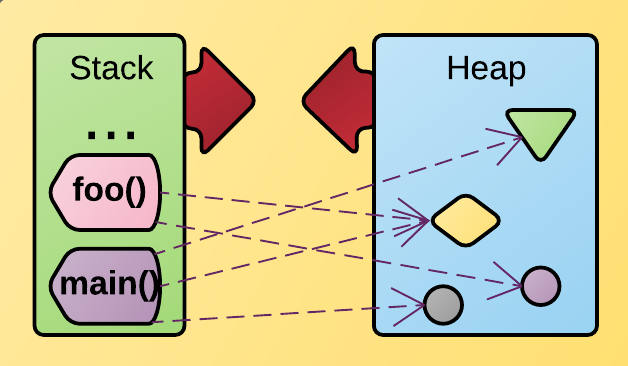 Stack
...
foo()
main()
Heap